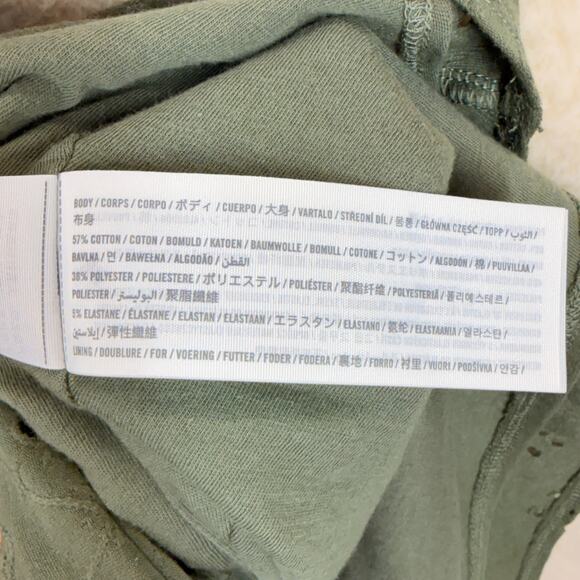 BODY / CORPS / CORPO / ボディ / CUERPO / 大身 / VARTALO / STŘEDNÍ DÍL / 몸통 / GŁÓWNA CZĘŚĆ / TOPP / الثوب /
布身
57% COTTON / COTON / BOMULD / KATOEN / BAUMWOLLE / BOMULL / COTONE / コットン / ALGODÓN / 棉 / PUUVILLAA /
BAVLNA / 면 / BAWEŁNA / ALGODÃO / القطن /
38% POLYESTER / POLIESTERE / ポリエステル / POLIÉSTER / 聚酯纤维 / POLYESTERIÄ / 폴리에스테르 /
POLIESTER / البوليستر / 聚脂纖維
5% ELASTANE / ÉLASTANE / ELASTAN / ELASTAAN / エラスタン / ELASTANO / 氨纶 / ELASTAANIA / 엘라스탄 /
إيلاستين / 彈性纖維
LINING / DOUBLURE / FOR / VOERING / FUTTER / FODER / FODERA / 裏地 / FORRO / 衬里 / VUORI / PODŠÍVKA / 안감 /